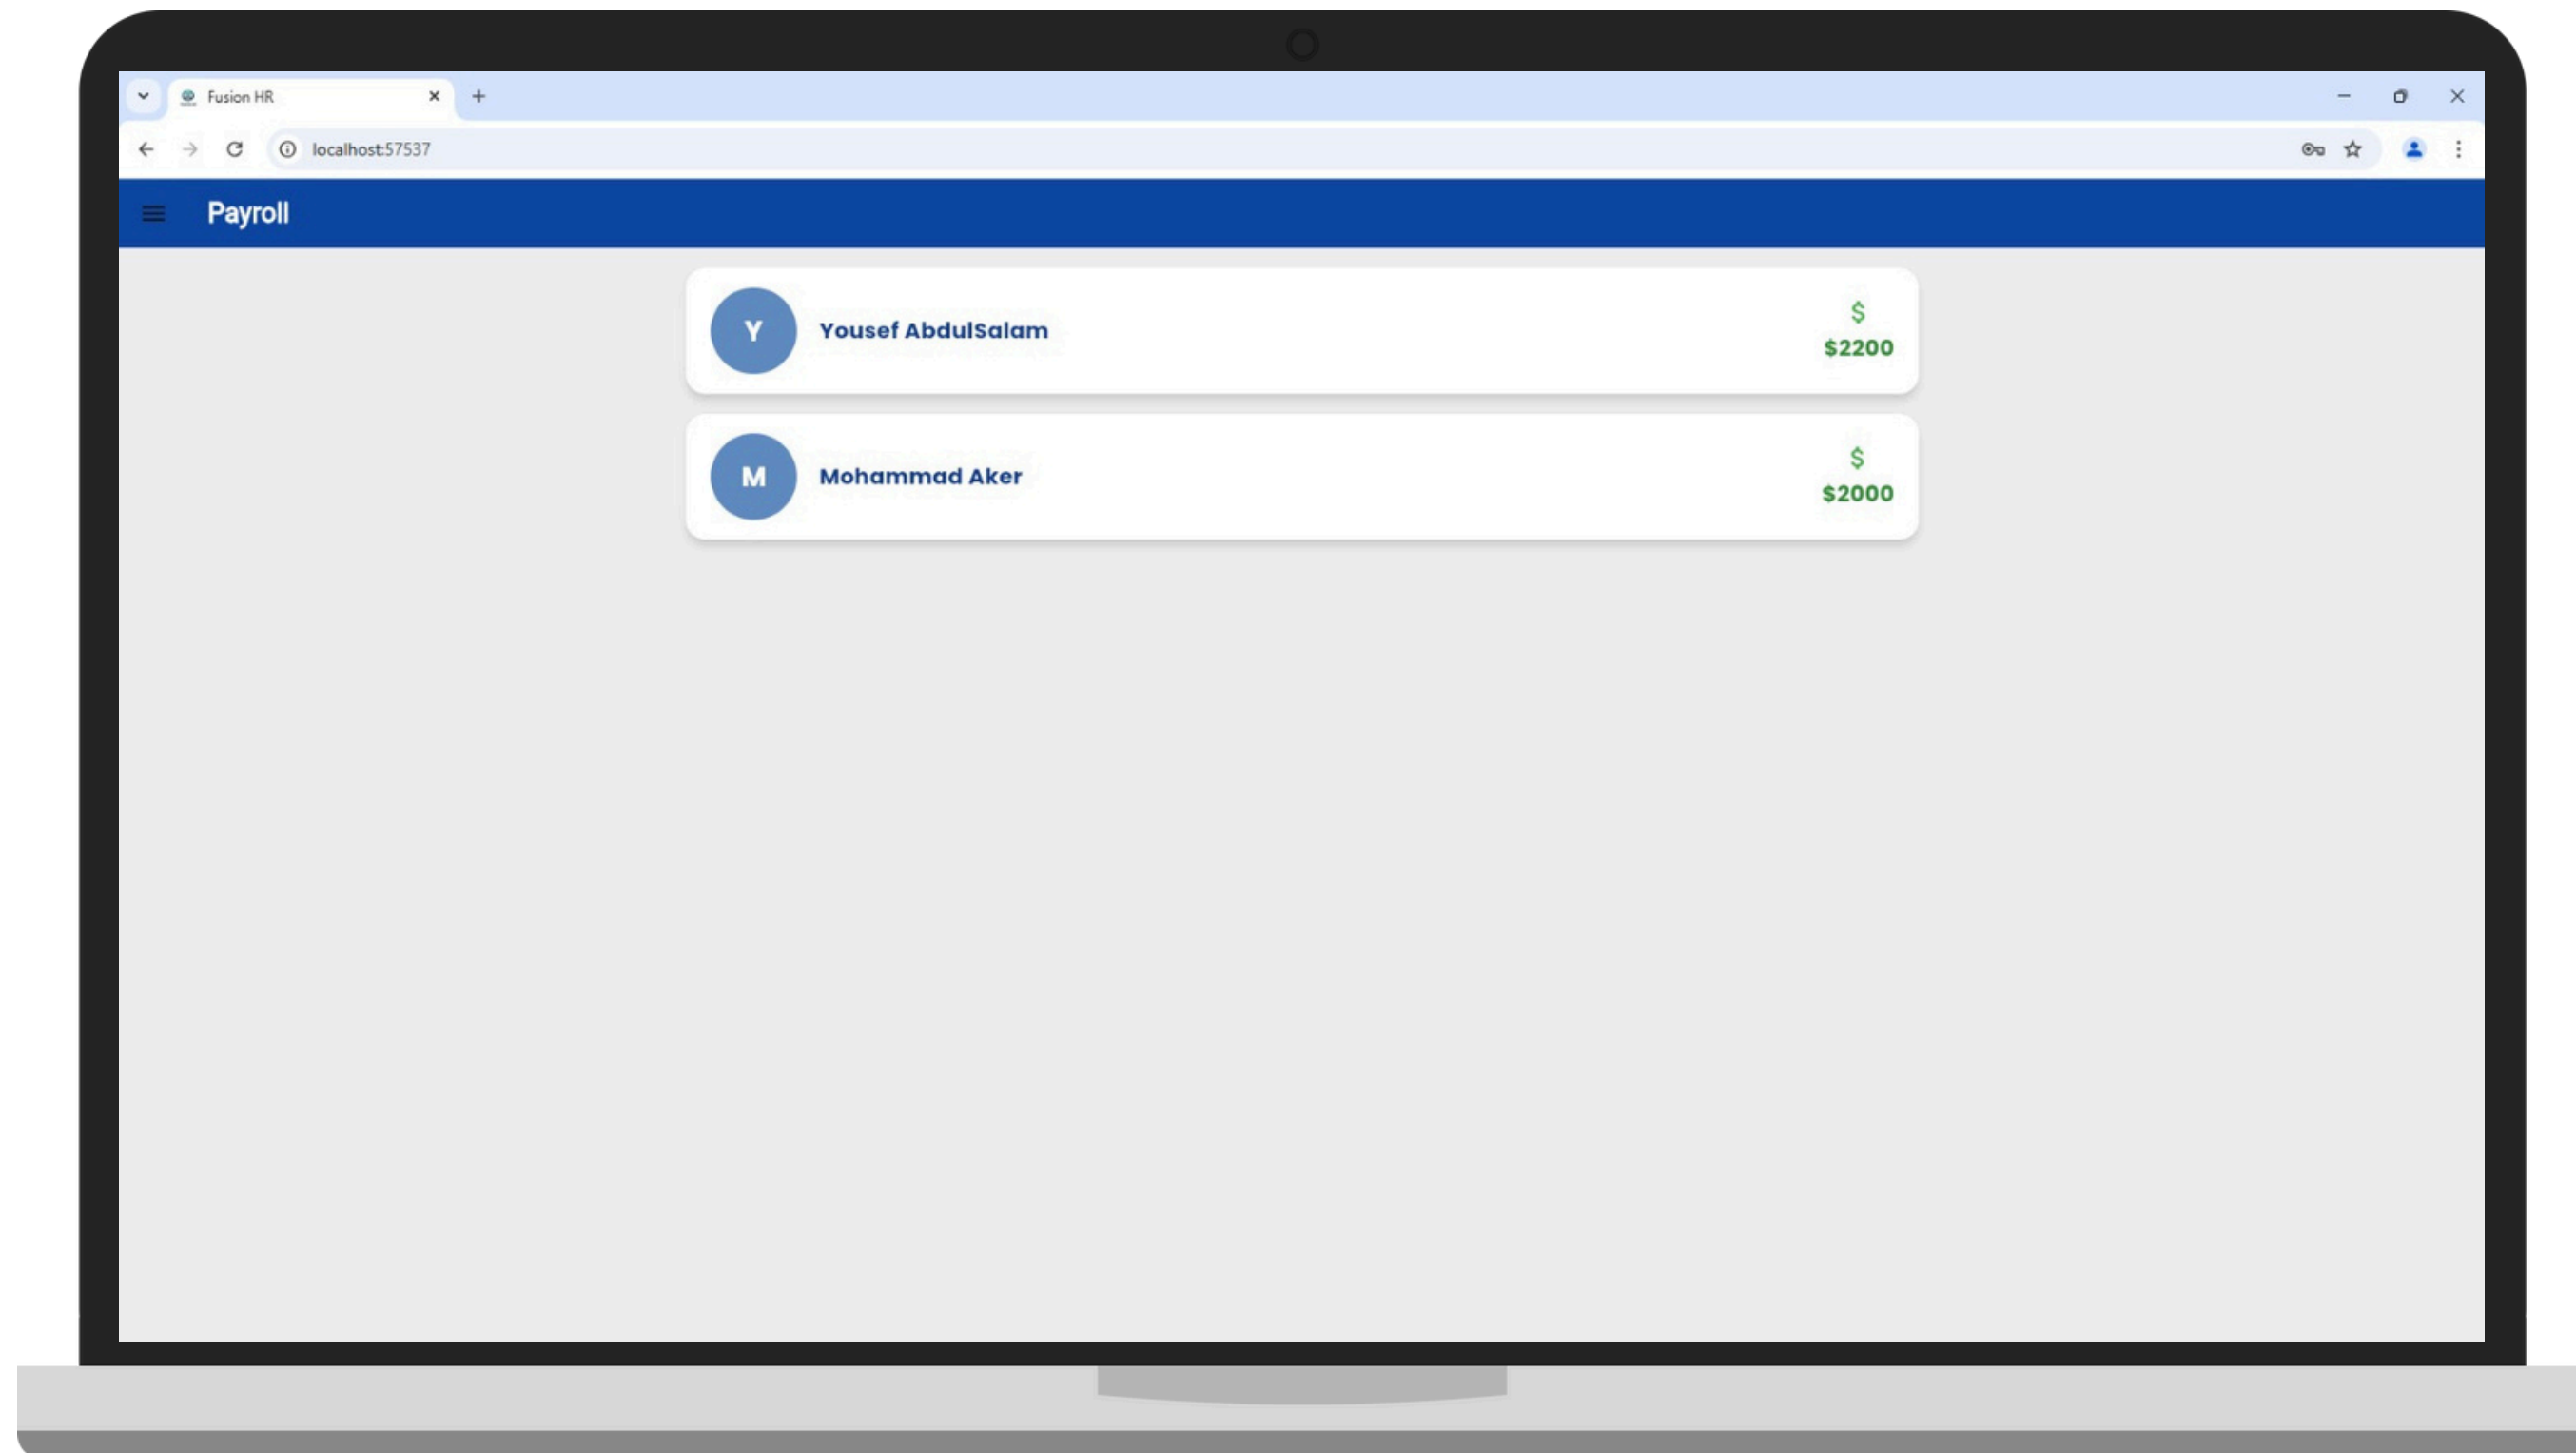 Fusion HR
localhost:57537
Payroll
Y
Yousef AbdulSalam
$
$2200
M
Mohammad Aker
$
$2000